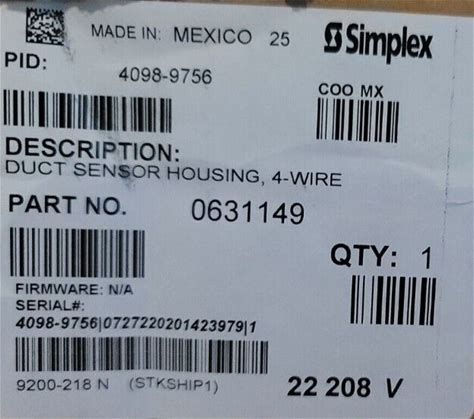 MADE IN: MEXICO 25
Simplex
PID: 4098-9756
COO MX
DESCRIPTION:
DUCT SENSOR HOUSING, 4-WIRE
PART NO. 0631149
QTY: 1
FIRMWARE: N/A
SERIAL#:
4098-9756|0727220201423979|1
9200-218 N (STKSHIP1) 22 208 V